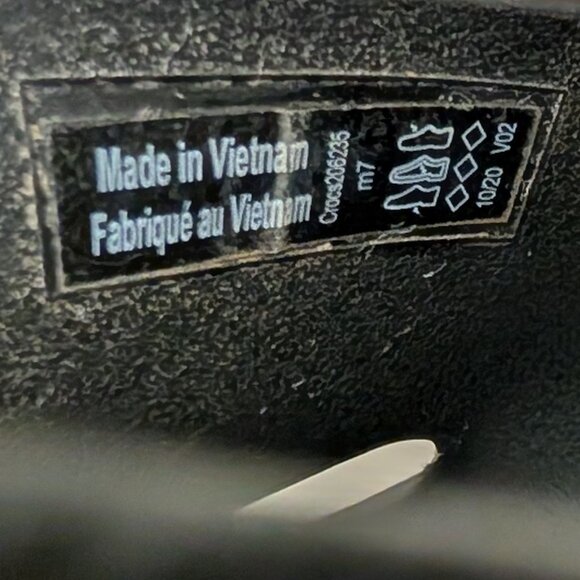 Made in Vietnam
Fabriqué au Vietnam
Crocs206235
m7
10/20 V02